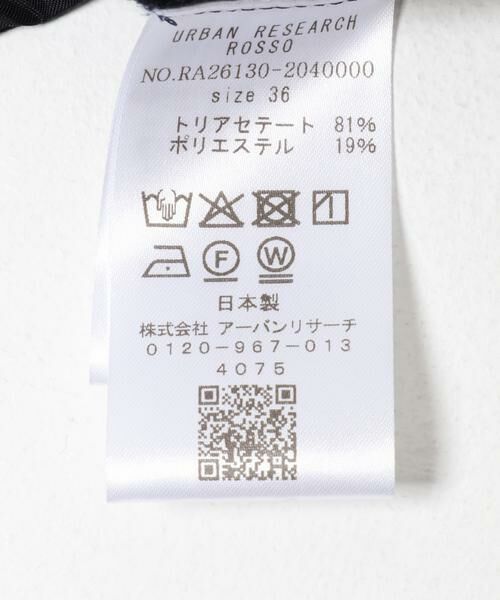 URBAN RESEARCH
ROSSO
NO.RA26130-2040000
size 36
トリアセテート 81%
ポリエステル 19%
F
W
日本製
株式会社 アーバンリサーチ
0120-967-013
4075